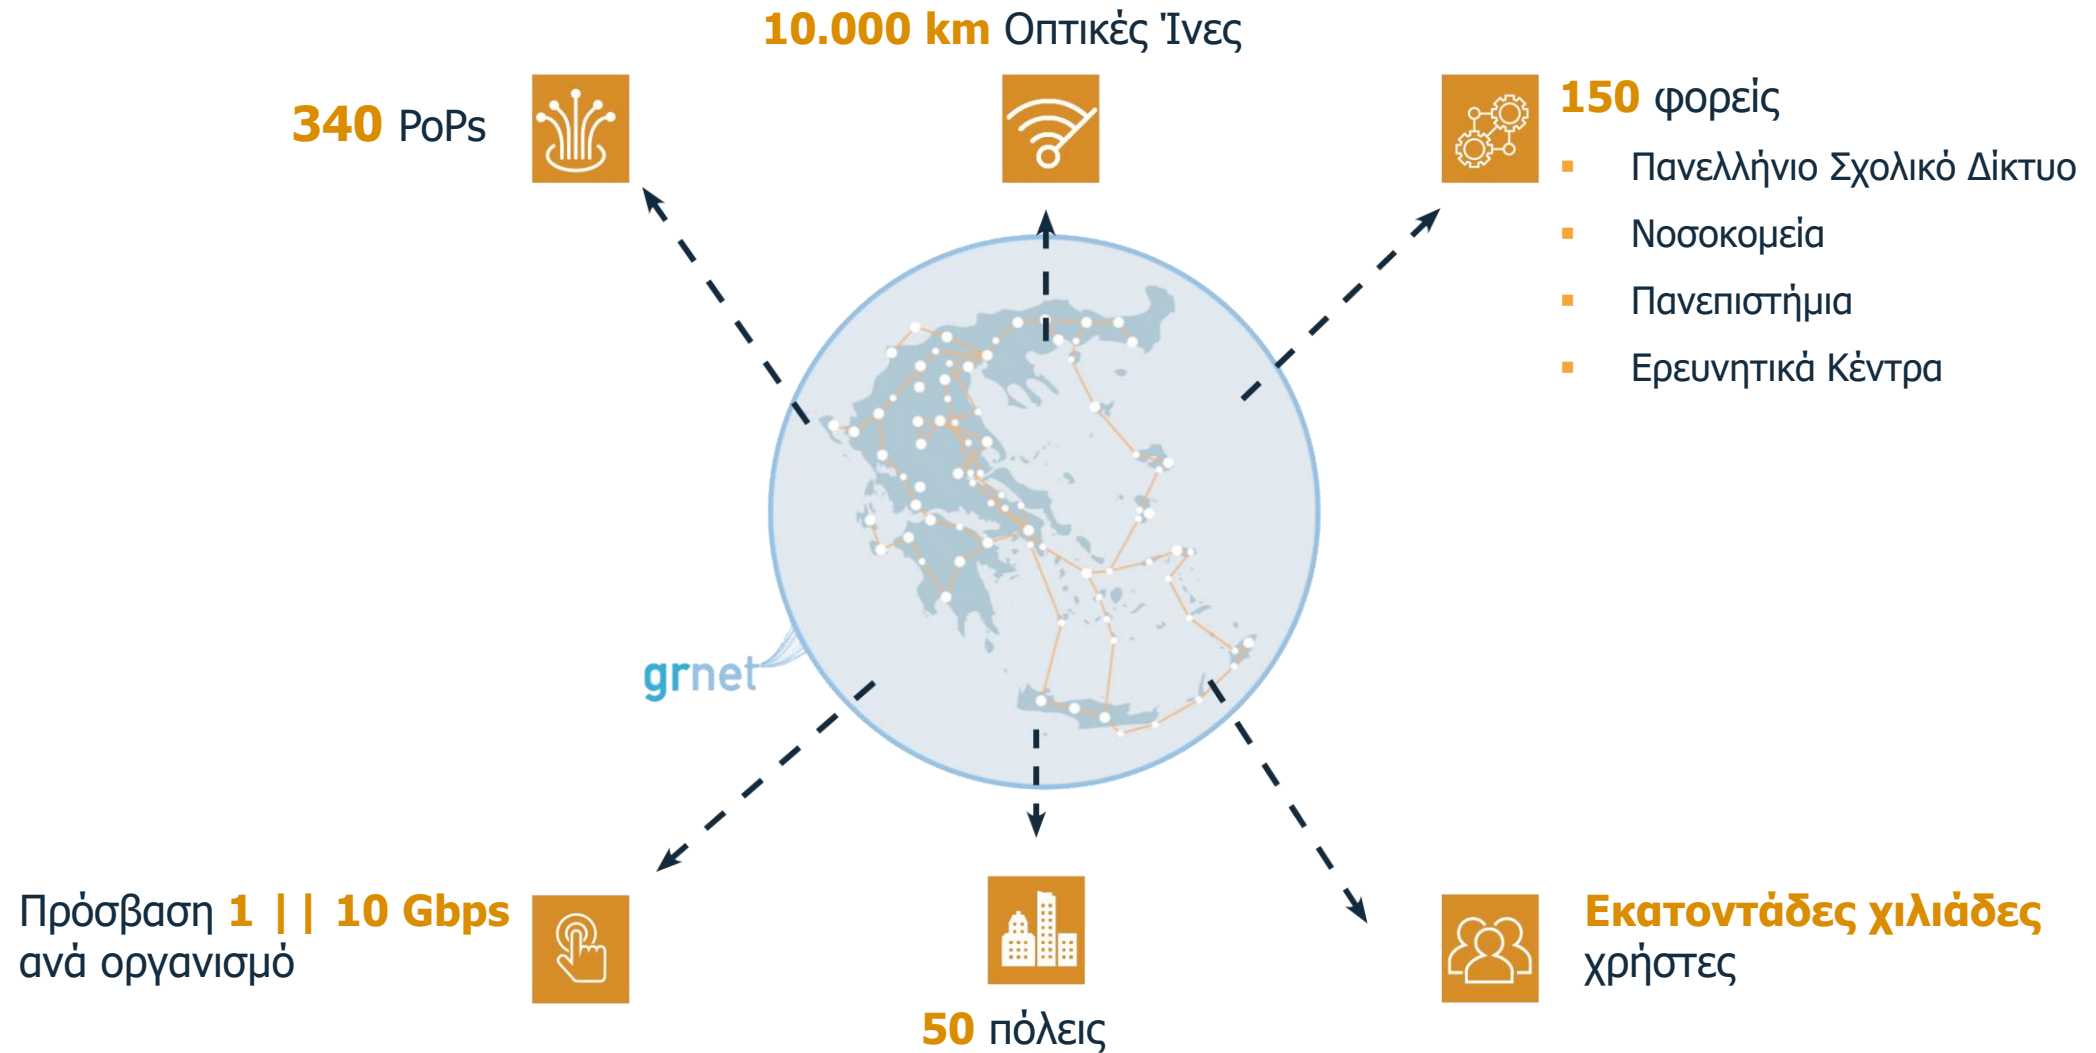 10.000 km Οπτικές Ίνες
340 PoPs
150 φορείς
▪ Πανελλήνιο Σχολικό Δίκτυο
▪ Νοσοκομεία
▪ Πανεπιστήμια
▪ Ερευνητικά Κέντρα
grnet
Πρόσβαση 1 || 10 Gbps
ανά οργανισμό
50 πόλεις
Εκατοντάδες χιλιάδες
χρήστες